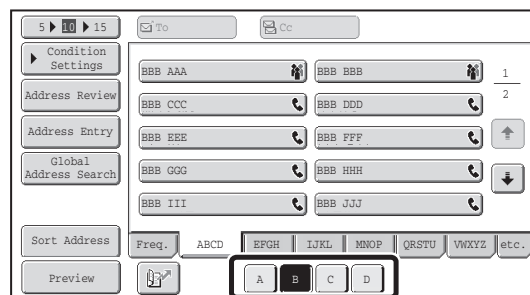 5 ▶ 10 ▶ 15
To
Cc
Condition Settings
Address Review
Address Entry
Global Address Search
Sort Address
Preview
BBB AAA
BBB BBB
BBB CCC
BBB DDD
BBB EEE
BBB FFF
BBB GGG
BBB HHH
BBB III
BBB JJJ
1
2
Freq.
ABCD
EFGH
IJKL
MNOP
QRSTU
VWXYZ
etc.
A
B
C
D